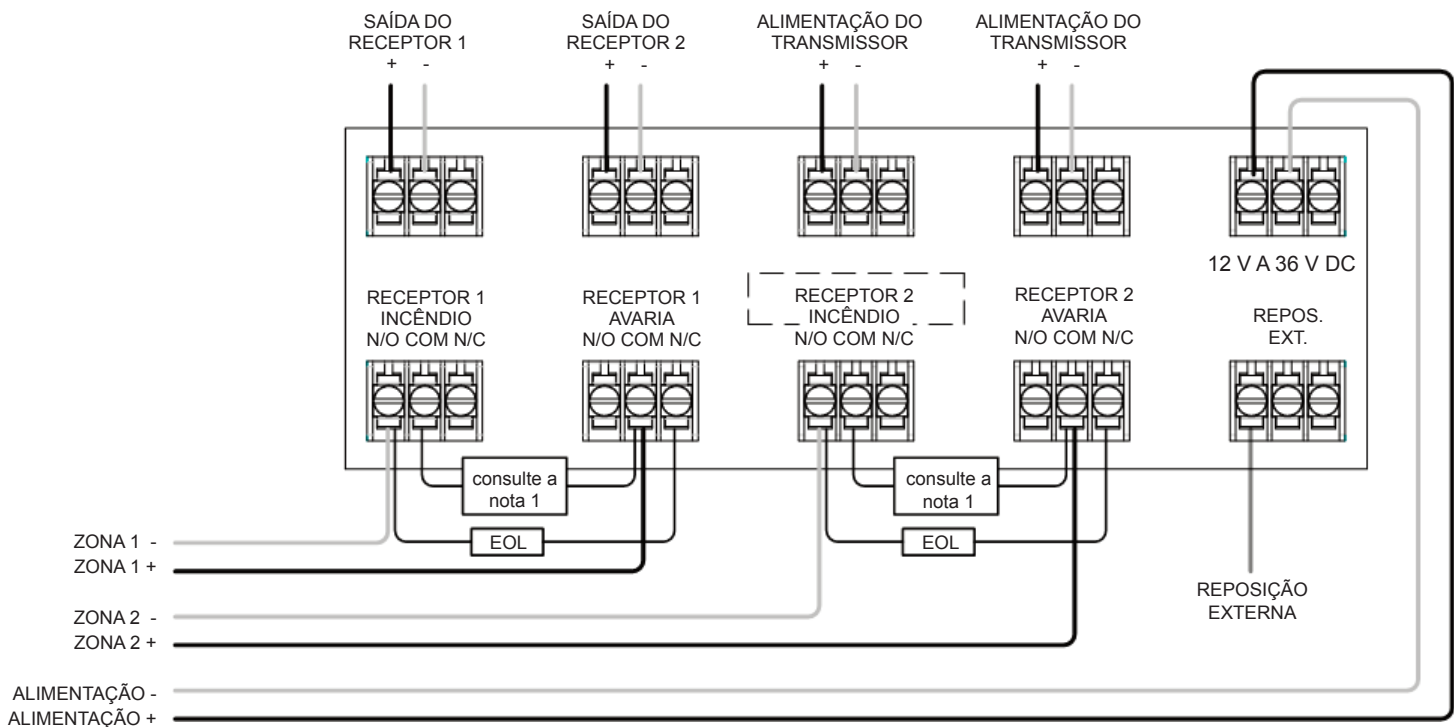 SAÍDA DO
RECEPTOR 1
+ -
SAÍDA DO
RECEPTOR 2
+ -
ALIMENTAÇÃO DO
TRANSMISSOR
+ -
ALIMENTAÇÃO DO
TRANSMISSOR
+ -
12 V A 36 V DC
RECEPTOR 1
INCÊNDIO
N/O COM N/C
RECEPTOR 1
AVARIA
N/O COM N/C
RECEPTOR 2
INCÊNDIO
N/O COM N/C
RECEPTOR 2
AVARIA
N/O COM N/C
REPOS.
EXT.
consulte a
nota 1
consulte a
nota 1
EOL
EOL
ZONA 1 -
ZONA 1 +
ZONA 2 -
ZONA 2 +
REPOSIÇÃO
EXTERNA
ALIMENTAÇÃO -
ALIMENTAÇÃO +